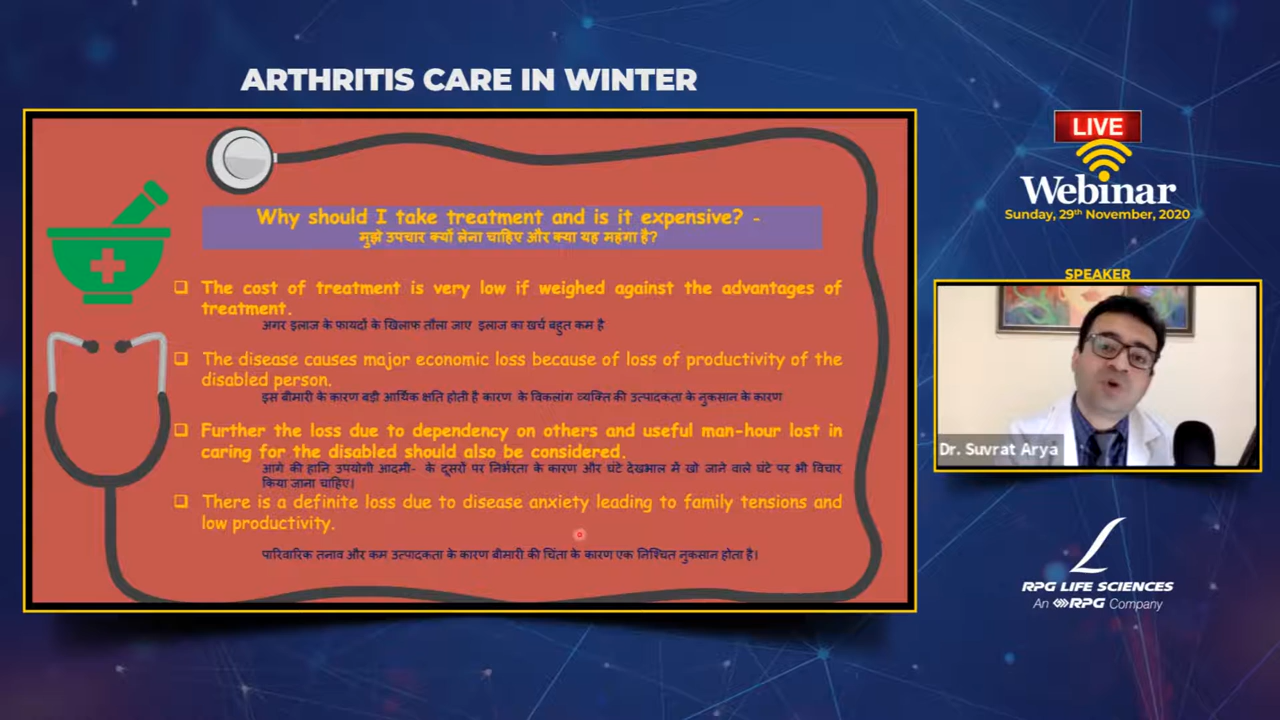 ARTHRITIS CARE IN WINTER
Why should I take treatment and is it expensive? -
मुझे उपचार क्यों लेना चाहिए और क्या यह महंगा है?
The cost of treatment is very low if weighed against the advantages of
treatment.
अगर इलाज के फायदों के खिलाफ तौला जाए इलाज का खर्च बहुत कम है
The disease causes major economic loss because of loss of productivity of the
disabled person.
इस बीमारी के कारण बड़ी आर्थिक क्षति होती है कारण के विकलांग व्यक्ति की उत्पादकता के नुकसान के कारण
Further the loss due to dependency on others and useful man-hour lost in
caring for the disabled should also be considered.
आगे की हानि उपयोगी आदमी- के दूसरों पर निर्भरता के कारण और घंटे देखभाल में खो जाने वाले घंटे पर भी विचार
किया जाना चाहिए।
There is a definite loss due to disease anxiety leading to family tensions and
low productivity.
पारिवारिक तनाव और कम उत्पादकता के कारण बीमारी की चिंता के कारण एक निश्चित नुकसान होता है।
LIVE
Webinar
Sunday, 29th November, 2020
SPEAKER
Dr. Suvrat Arya
RPG LIFE SCIENCES
An RPG Company